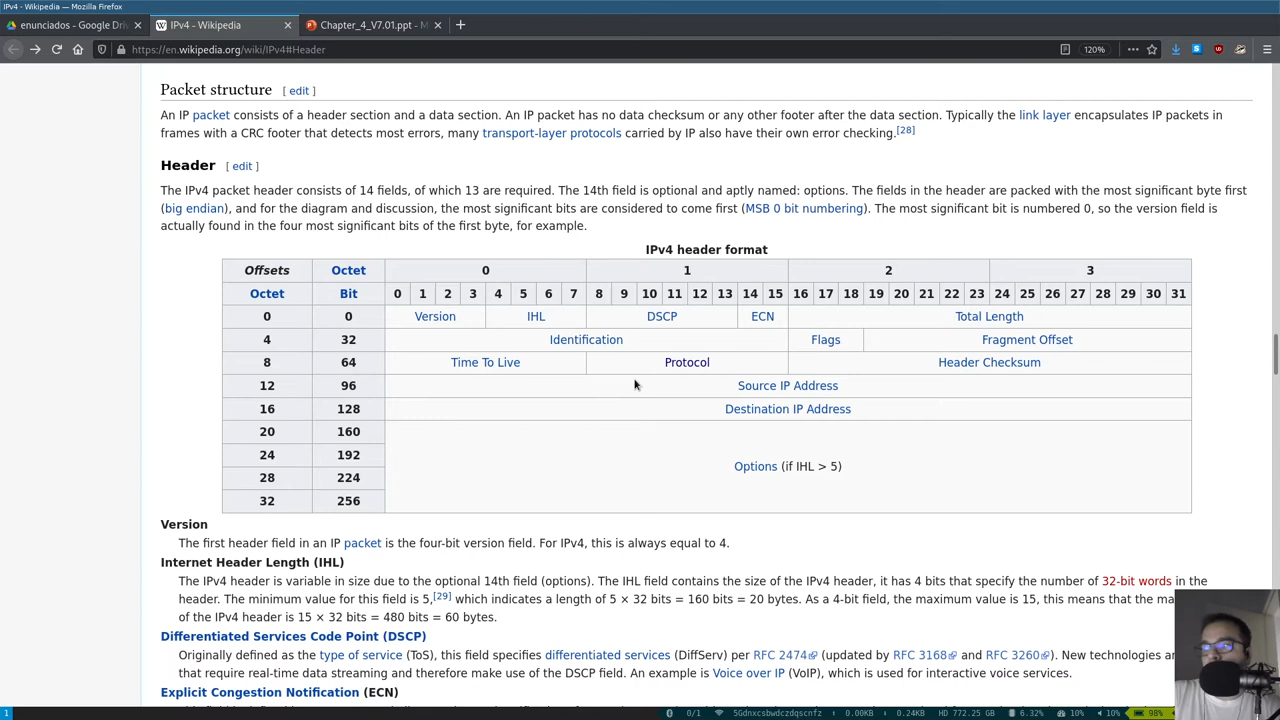 IPv4 - Wikipedia — Mozilla Firefox
enunciados - Google Driv
IPv4 - Wikipedia
Chapter_4_V7.01.ppt - M
https://en.wikipedia.org/wiki/IPv4#Header
120%
Packet structure [ edit ]
An IP packet consists of a header section and a data section. An IP packet has no data checksum or any other footer after the data section. Typically the link layer encapsulates IP packets in
frames with a CRC footer that detects most errors, many transport-layer protocols carried by IP also have their own error checking.[28]
Header [ edit ]
The IPv4 packet header consists of 14 fields, of which 13 are required. The 14th field is optional and aptly named: options. The fields in the header are packed with the most significant byte first
(big endian), and for the diagram and discussion, the most significant bits are considered to come first (MSB 0 bit numbering). The most significant bit is numbered 0, so the version field is
actually found in the four most significant bits of the first byte, for example.
IPv4 header format
Offsets Octet 0 1 2 3
Octet Bit 0 1 2 3 4 5 6 7 8 9 10 11 12 13 14 15 16 17 18 19 20 21 22 23 24 25 26 27 28 29 30 31
0 0 Version IHL DSCP ECN Total Length
4 32 Identification Flags Fragment Offset
8 64 Time To Live Protocol Header Checksum
12 96 Source IP Address
16 128 Destination IP Address
20 160
24 192
Options (if IHL > 5)
28 224
32 256
Version
The first header field in an IP packet is the four-bit version field. For IPv4, this is always equal to 4.
Internet Header Length (IHL)
The IPv4 header is variable in size due to the optional 14th field (options). The IHL field contains the size of the IPv4 header, it has 4 bits that specify the number of 32-bit words in the
header. The minimum value for this field is 5,[29] which indicates a length of 5 × 32 bits = 160 bits = 20 bytes. As a 4-bit field, the maximum value is 15, this means that the ma
of the IPv4 header is 15 × 32 bits = 480 bits = 60 bytes.
Differentiated Services Code Point (DSCP)
Originally defined as the type of service (ToS), this field specifies differentiated services (DiffServ) per RFC 2474 (updated by RFC 3168 and RFC 3260). New technologies ar
that require real-time data streaming and therefore make use of the DSCP field. An example is Voice over IP (VoIP), which is used for interactive voice services.
Explicit Congestion Notification (ECN)
1 0/1 5Gdnxcsbwdczdqscnfz 0.00KB 0.24KB HD 772.25 GB 6.32% 10% 10% 98%